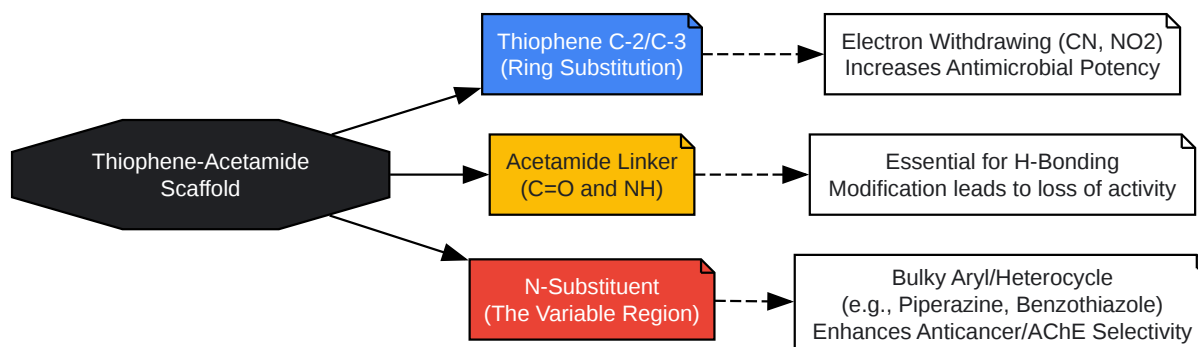 Thiophene-Acetamide
Scaffold
Thiophene C-2/C-3
(Ring Substitution)
Electron Withdrawing (CN, NO2)
Increases Antimicrobial Potency
Acetamide Linker
(C=O and NH)
Essential for H-Bonding
Modification leads to loss of activity
N-Substituent
(The Variable Region)
Bulky Aryl/Heterocycle
(e.g., Piperazine, Benzothiazole)
Enhances Anticancer/AChE Selectivity